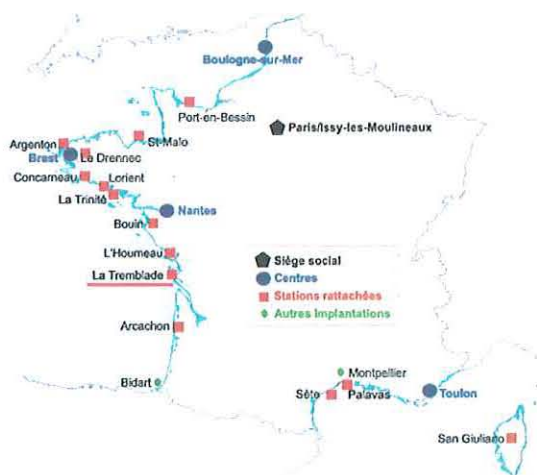 Boulogne-sur-Mer
Port-en-Bessin
Paris/Issy-les-Moulineaux
St-Malo
Argenton
Brest
Le Drennec
Concarneau
Lorient
La Trinité
Nantes
Bouin
L'Houmeau
La Tremblade
Siège social
Centres
Stations rattachées
Autres Implantations
Arcachon
Bidart
Montpellier
Sète
Palavas
Toulon
San Giuliano